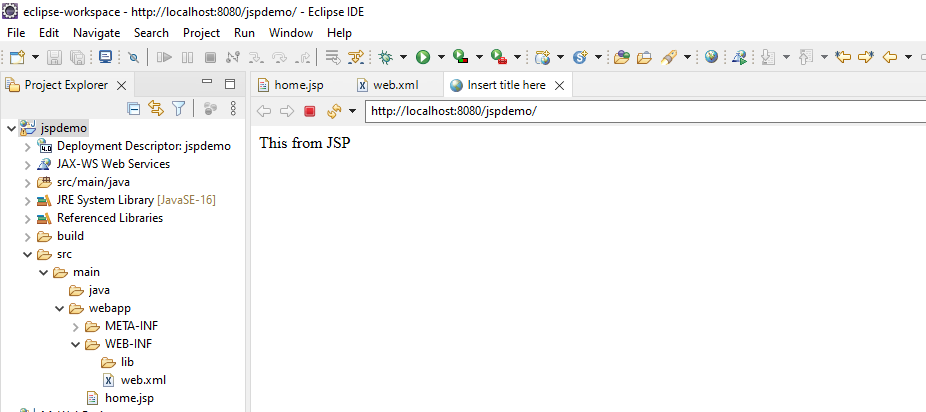 eclipse-workspace - http://localhost:8080/jspdemo/ - Eclipse IDE
File Edit Navigate Search Project Run Window Help
Project Explorer
home.jsp
web.xml
Insert title here
http://localhost:8080/jspdemo/
This from JSP
jspdemo
Deployment Descriptor: jspdemo
JAX-WS Web Services
src/main/java
JRE System Library [JavaSE-16]
Referenced Libraries
build
src
main
java
webapp
META-INF
WEB-INF
lib
web.xml
home.jsp